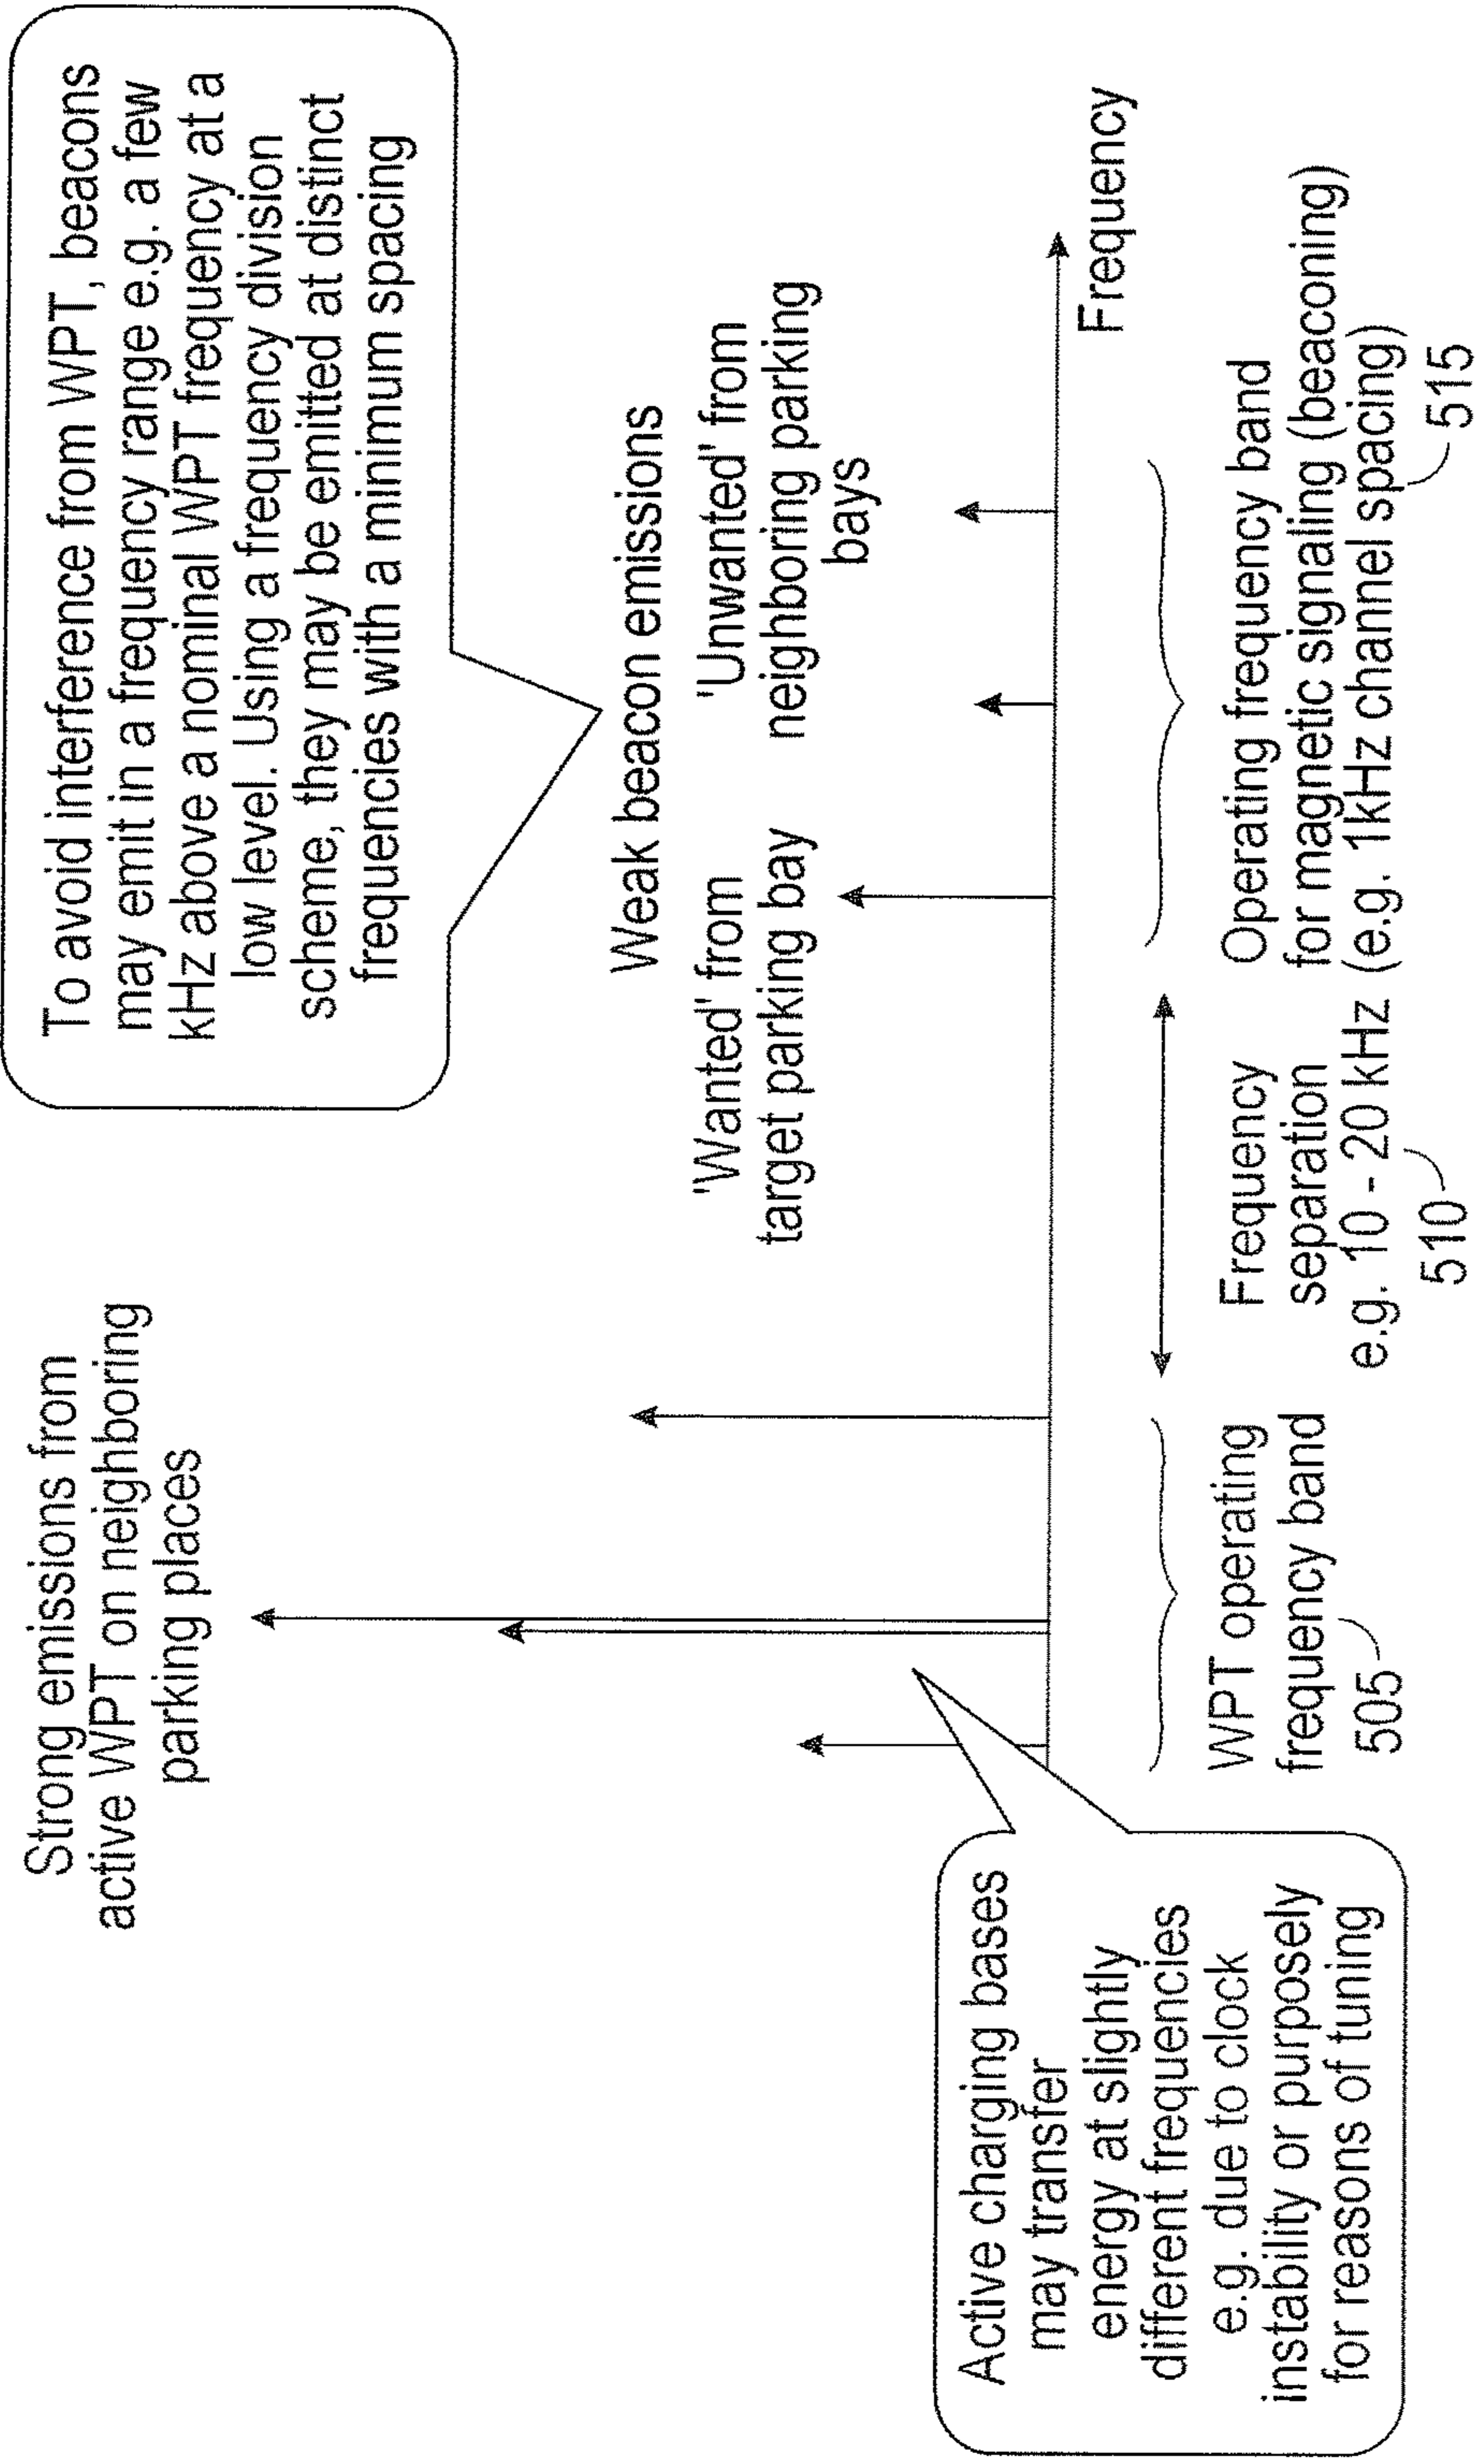 Strong emissions from
active WPT on neighboring
parking places
To avoid interference from WPT, beacons
may emit in a frequency range e.g. a few
kHz above a nominal WPT frequency at a
low level. Using a frequency division
scheme, they may be emitted at distinct
frequencies with a minimum spacing
Weak beacon emissions
'Wanted' from
target parking bay
'Unwanted' from
neighboring parking
bays
Active charging bases
may transfer
energy at slightly
different frequencies
e.g. due to clock
instability or purposely
for reasons of tuning
Frequency
WPT operating
frequency band
505
Frequency
separation
e.g. 10 - 20 kHz
510
Operating frequency band
for magnetic signaling (beaconing)
(e.g. 1kHz channel spacing)
515